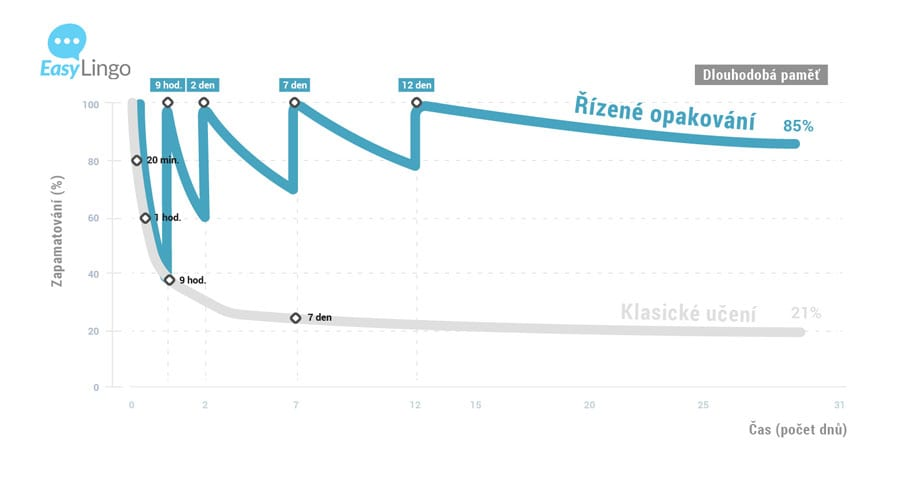 EasyLingo
9 hod. 2 den 7 den 12 den
Dlouhodobá paměť
Řízené opakování
85%
Zapamatování (%)
100
80
60
40
20
0
20 min.
1 hod.
9 hod.
7 den
Klasické učení
21%
0 2 7 12 15 20 25 31
Čas (počet dnů)